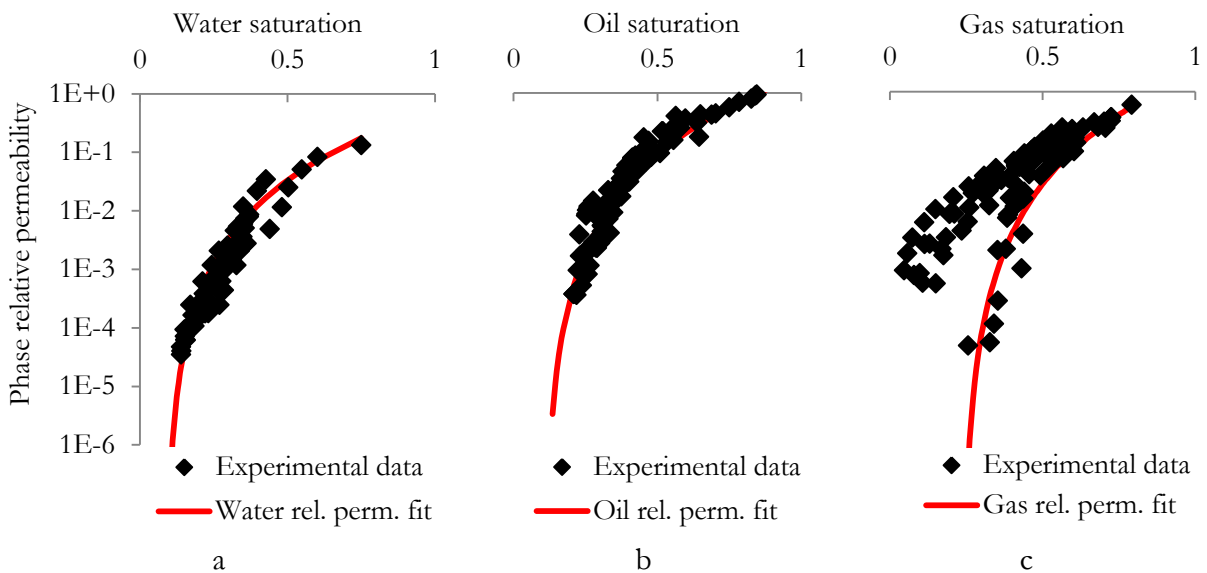 Water saturation
Oil saturation
Gas saturation
0 0.5 1
0 0.5 1
0 0.5 1
Phase relative permeability
1E+0
1E-1
1E-2
1E-3
1E-4
1E-5
1E-6
Experimental data
Water rel. perm. fit
Experimental data
Oil rel. perm. fit
Experimental data
Gas rel. perm. fit
a
b
c